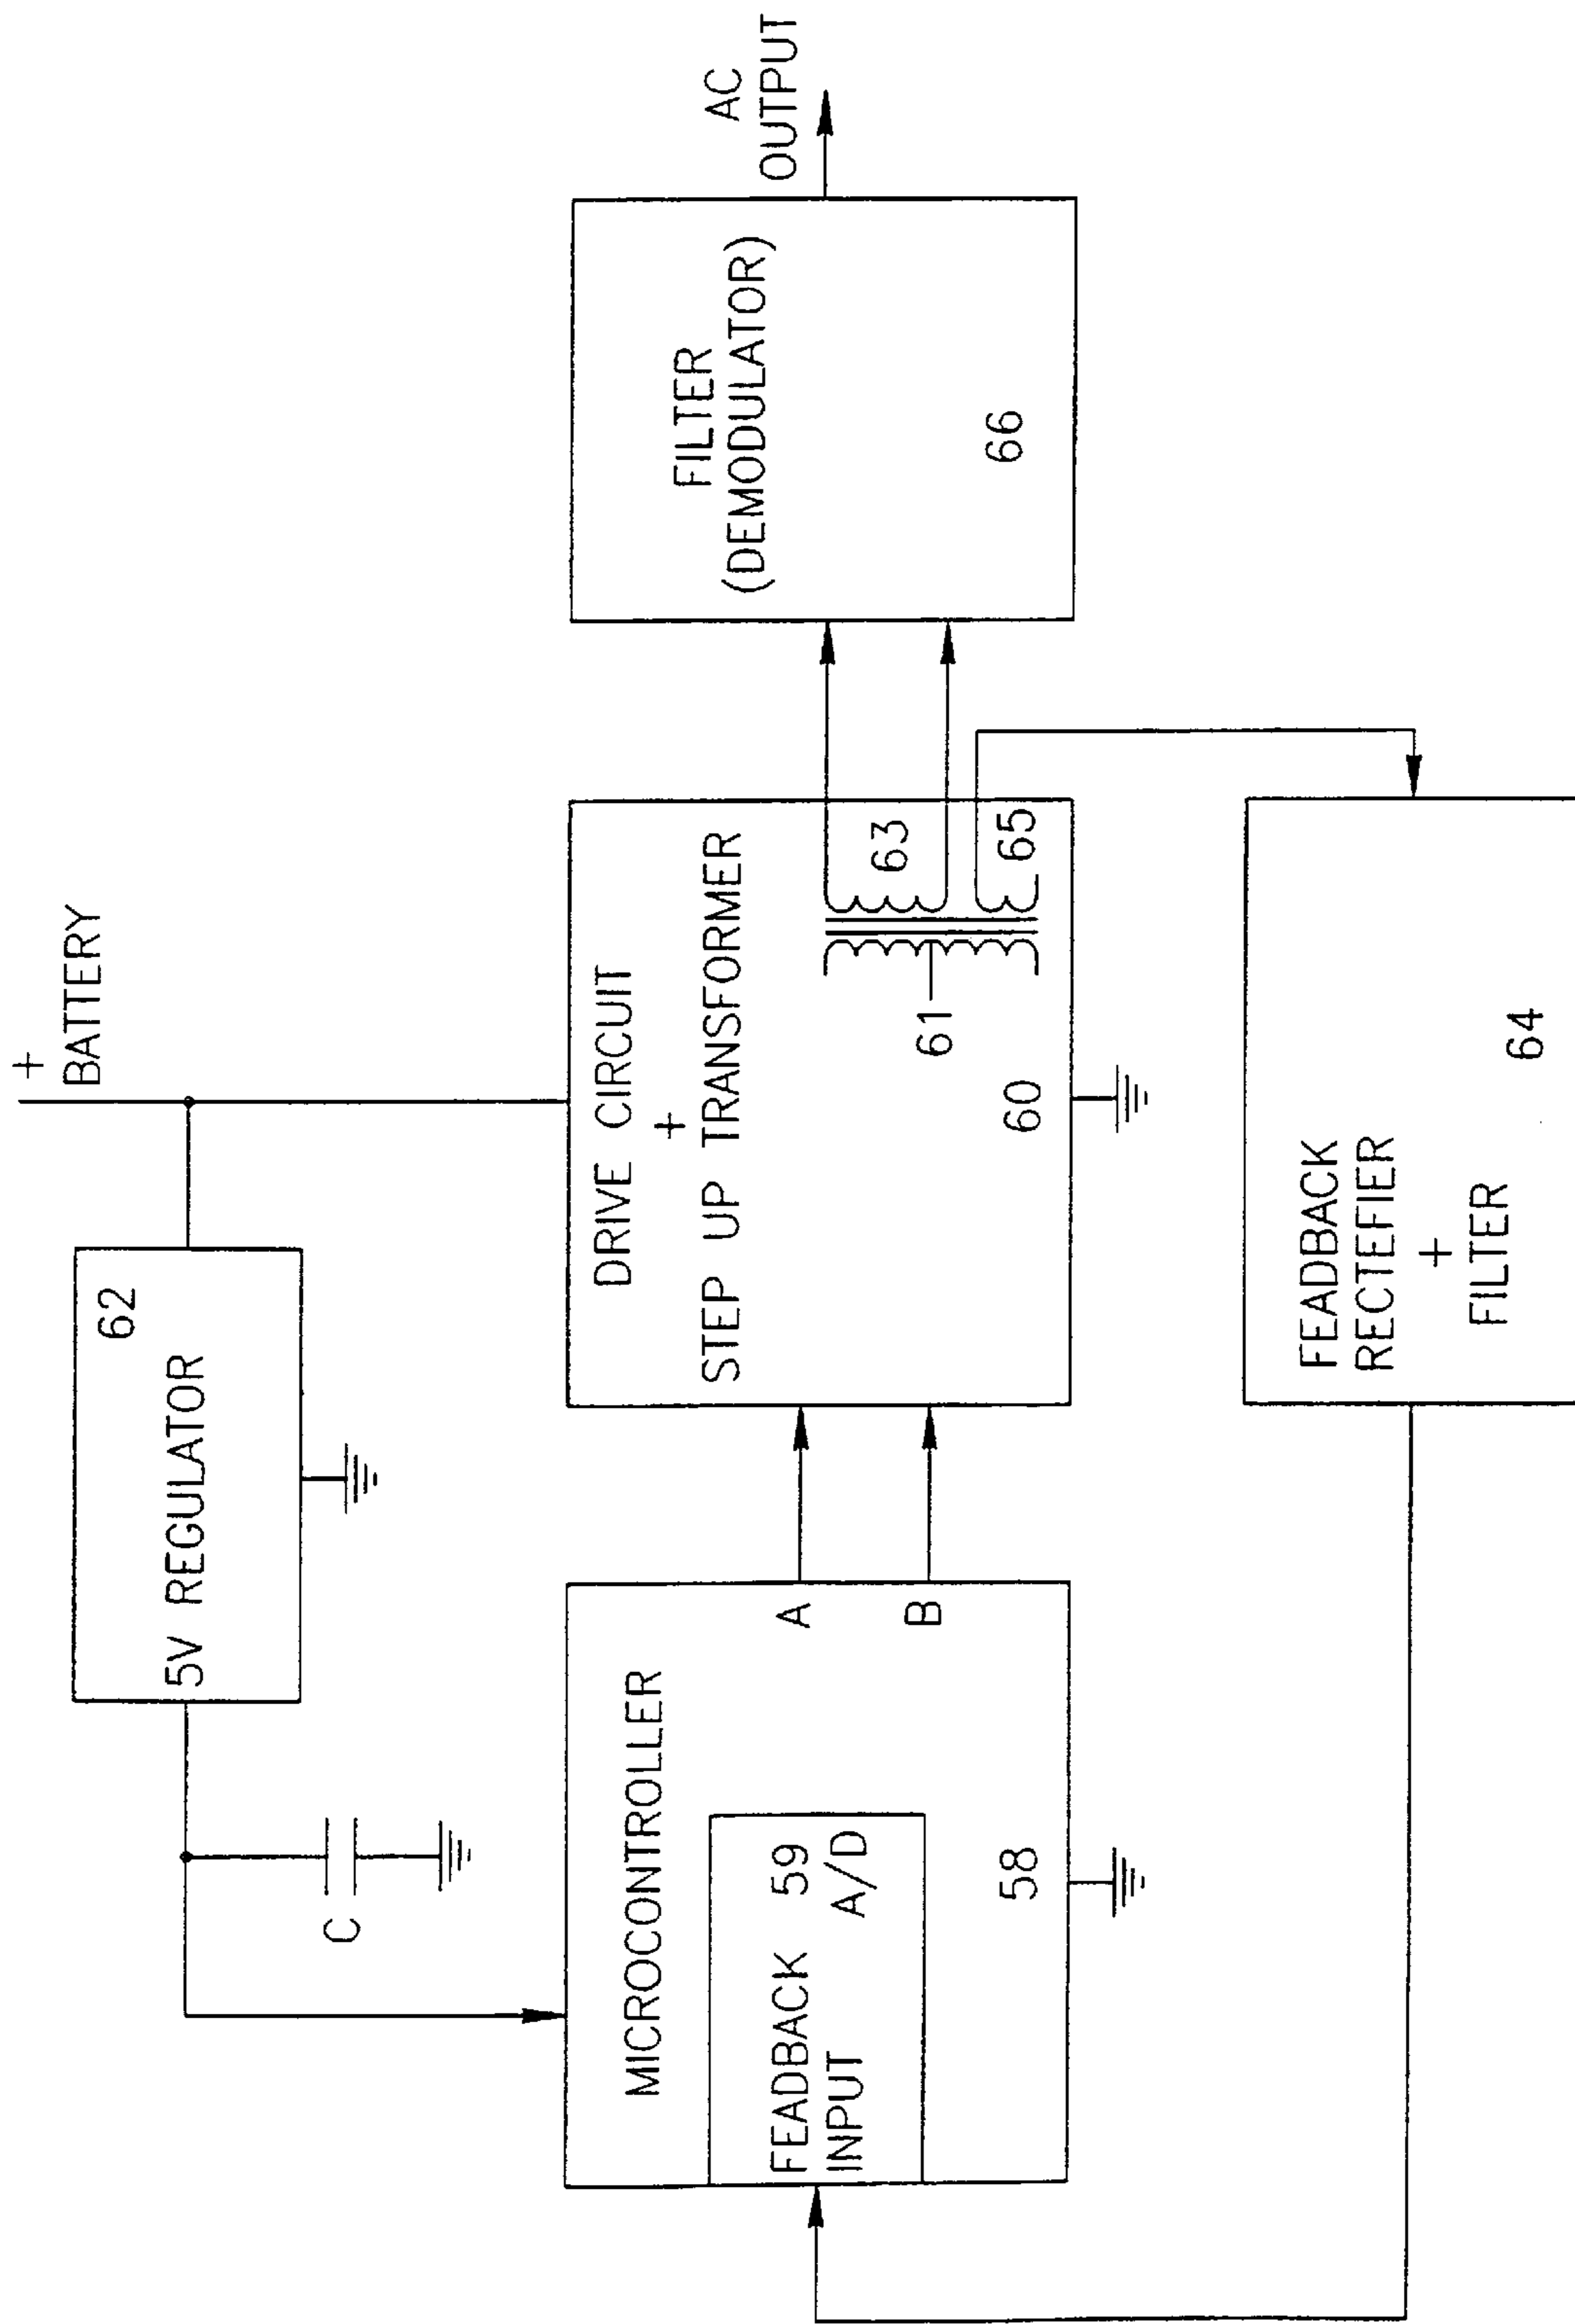 +
BATTERY
62
5V REGULATOR
C
MICROCONTROLLER
FEADBACK 59
INPUT A/D
A
B
58
DRIVE CIRCUIT
+
STEP UP TRANSFORMER
61
63
65
60
FILTER
(DEMODULATOR)
66
AC
OUTPUT
FEADBACK
RECTEFIER
+
FILTER
64